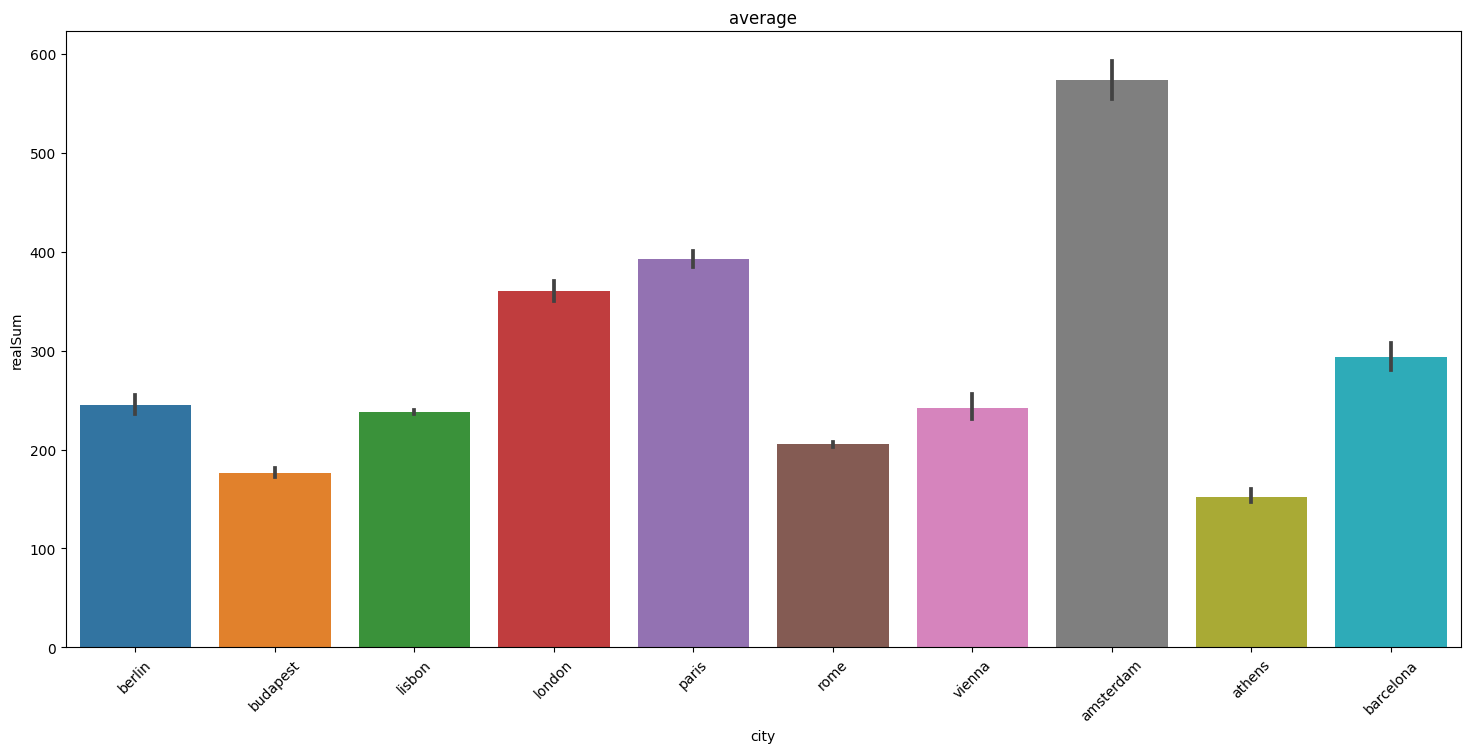 average
realSum
600
500
400
300
200
100
0
berlin
budapest
lisbon
london
paris
rome
vienna
amsterdam
athens
barcelona
city